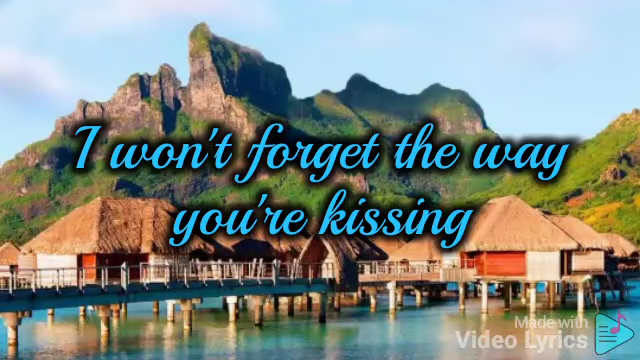 I won't forget the way
you're kissing
Made with
Video Lyrics